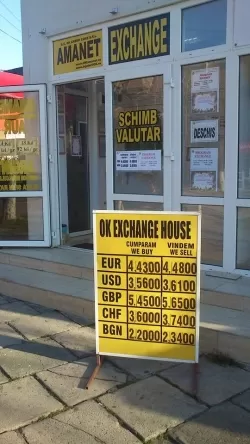 AMANET
EXCHANGE
SCHIMB
VALUTAR
DESCHIS
OK EXCHANGE HOUSE
CUMPARAM VINDEM
WE BUY WE SELL
EUR 4.4300 4.4800
USD 3.5600 3.6100
GBP 5.4500 5.6500
CHF 3.6000 3.7400
BGN 2.2000 2.3400